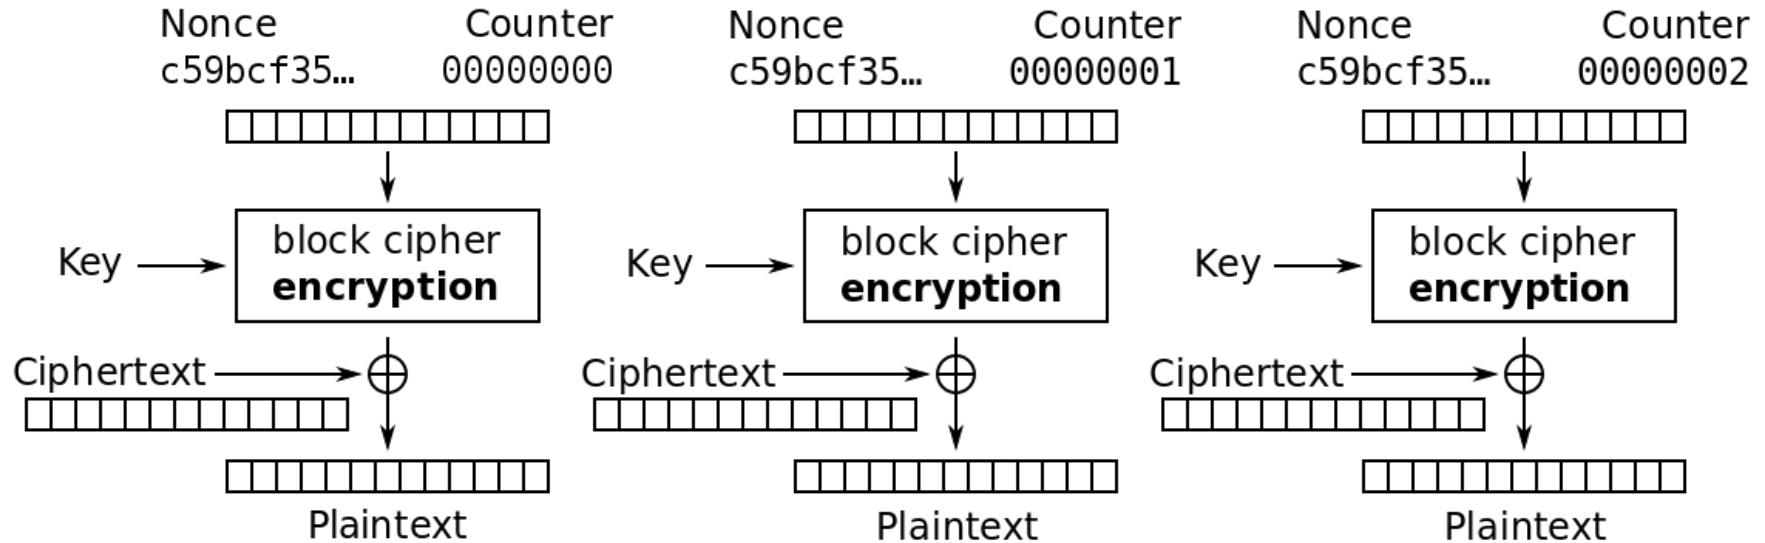 Nonce Counter Nonce Counter Nonce Counter
c59bcf35… 00000000 c59bcf35… 00000001 c59bcf35… 00000002
block cipher block cipher block cipher
Key Key Key
encryption encryption encryption
Ciphertext Ciphertext Ciphertext
Plaintext Plaintext Plaintext